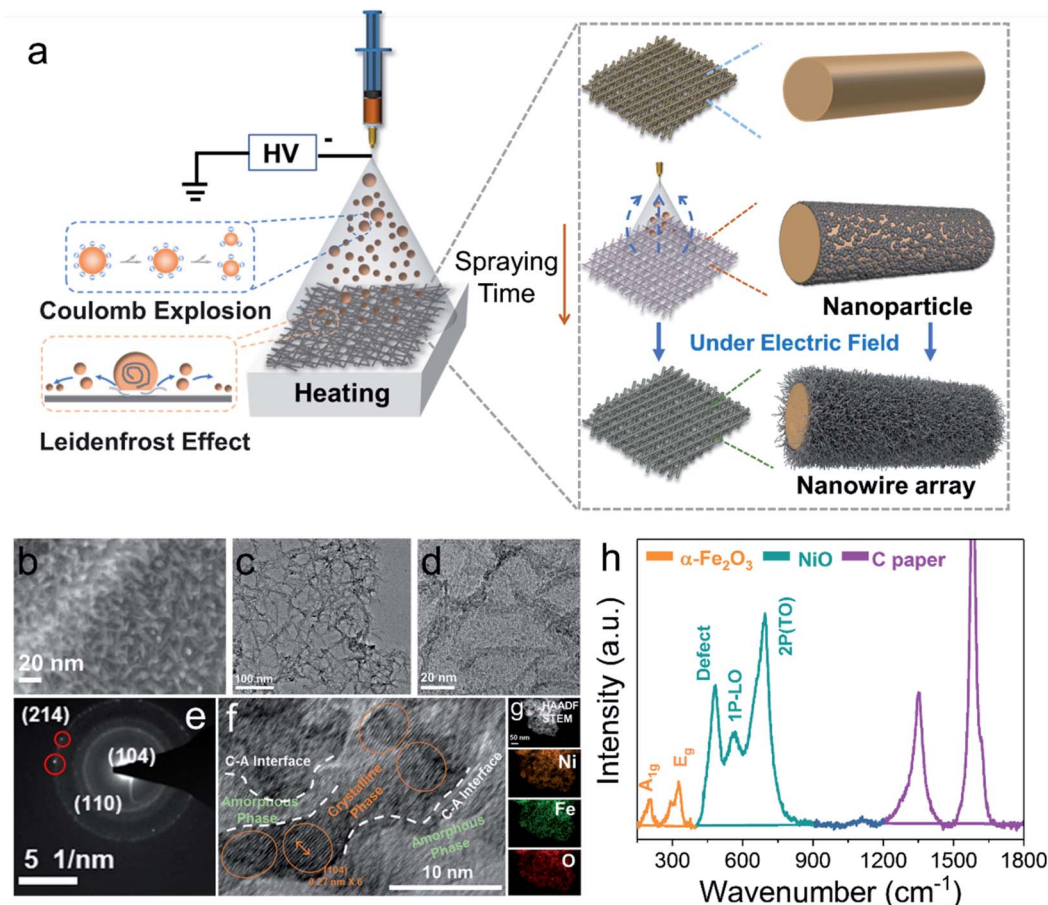 a
HV
-
Coulomb Explosion
Leidenfrost Effect
Heating
Spraying
Time
Nanoparticle
Under Electric Field
Nanowire array
b
20 nm
c
100 nm
d
20 nm
e
(214)
(104)
(110)
5 1/nm
f
C-A Interface
Amorphous
Phase
Crystalline
Phase
C-A Interface
Amorphous
Phase
(104)
0.27 nm X 6
10 nm
g
HAADF
STEM
50 nm
Ni
Fe
O
h
α-Fe₂O₃
NiO
C paper
Intensity (a.u.)
A₁g
Eg
Defect
1P-LO
2P(TO)
300 600 900 1200 1500 1800
Wavenumber (cm⁻¹)